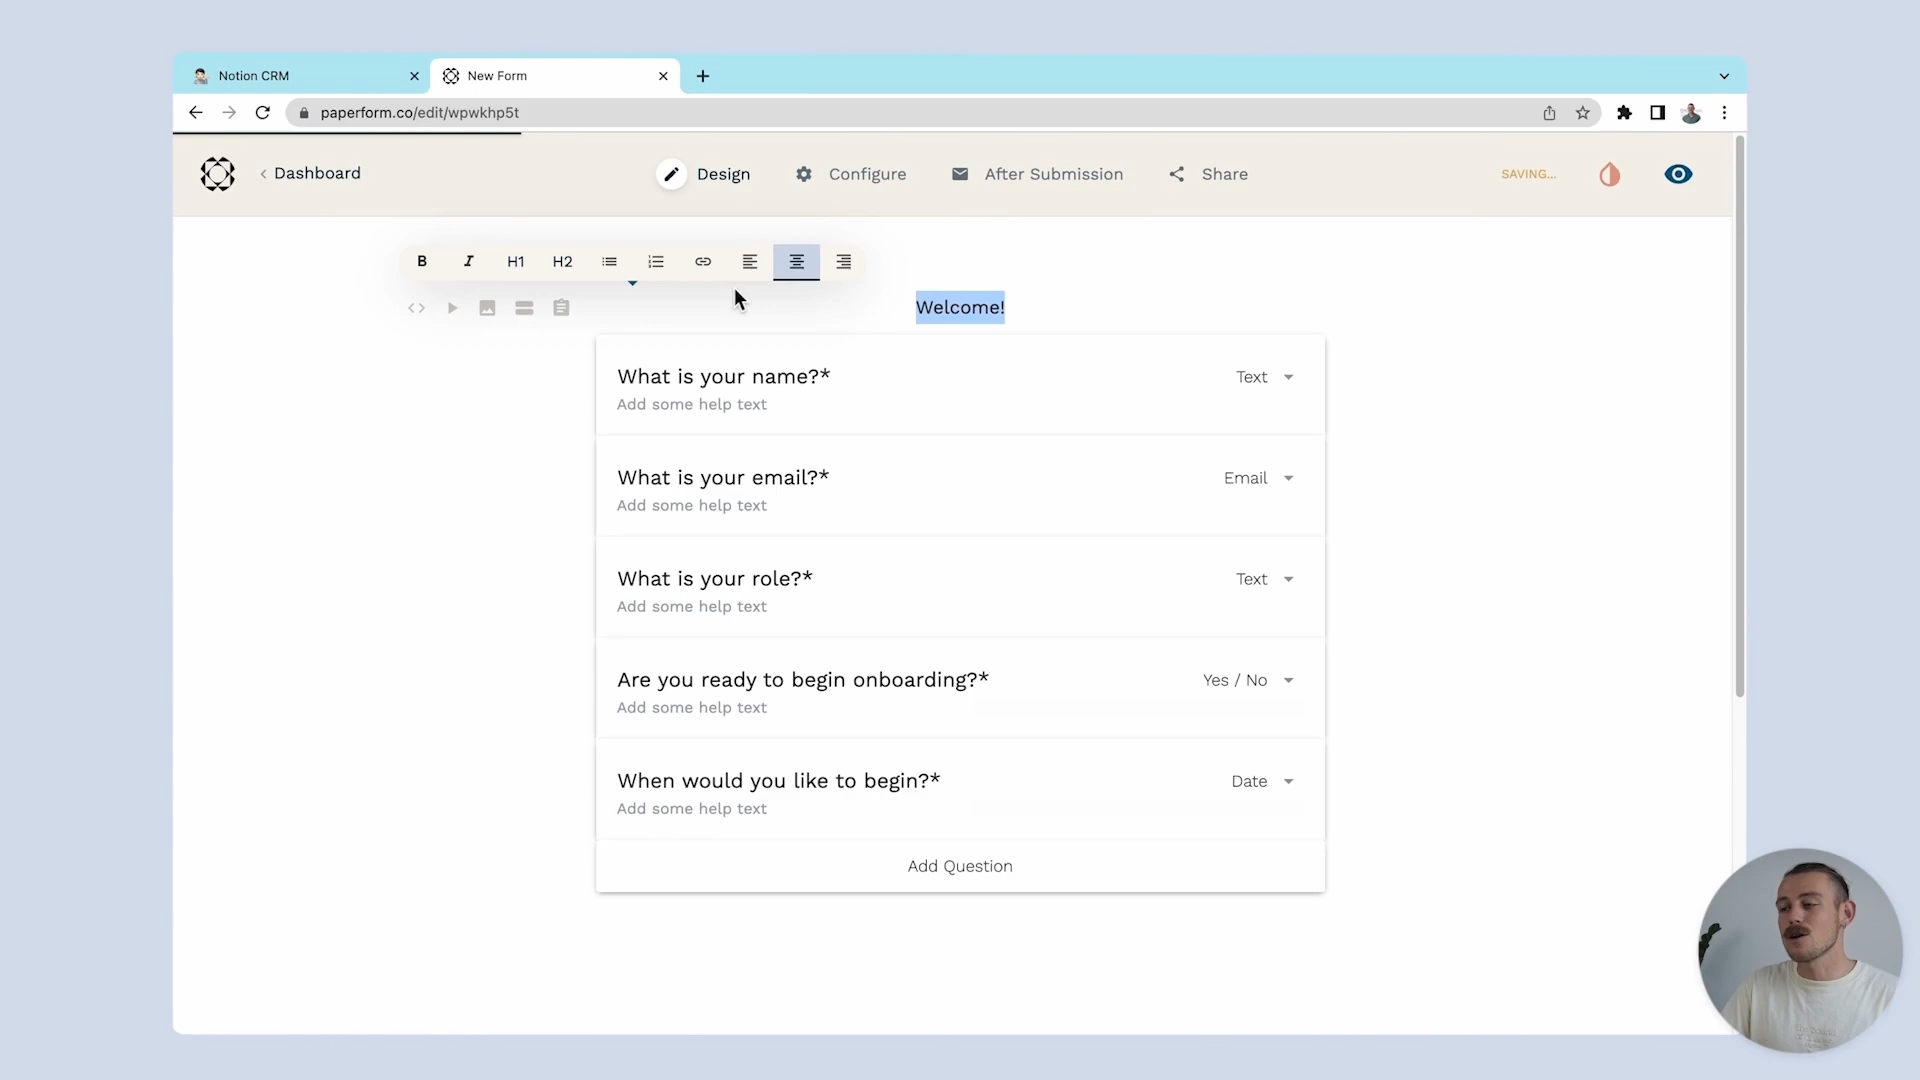 Notion CRM
New Form
paperform.co/edit/wpwkhp5t
Dashboard
Design
Configure
After Submission
Share
SAVING...
B I H1 H2
Welcome!
What is your name?*
Text
Add some help text
What is your email?*
Email
Add some help text
What is your role?*
Text
Add some help text
Are you ready to begin onboarding?*
Yes / No
Add some help text
When would you like to begin?*
Date
Add some help text
Add Question